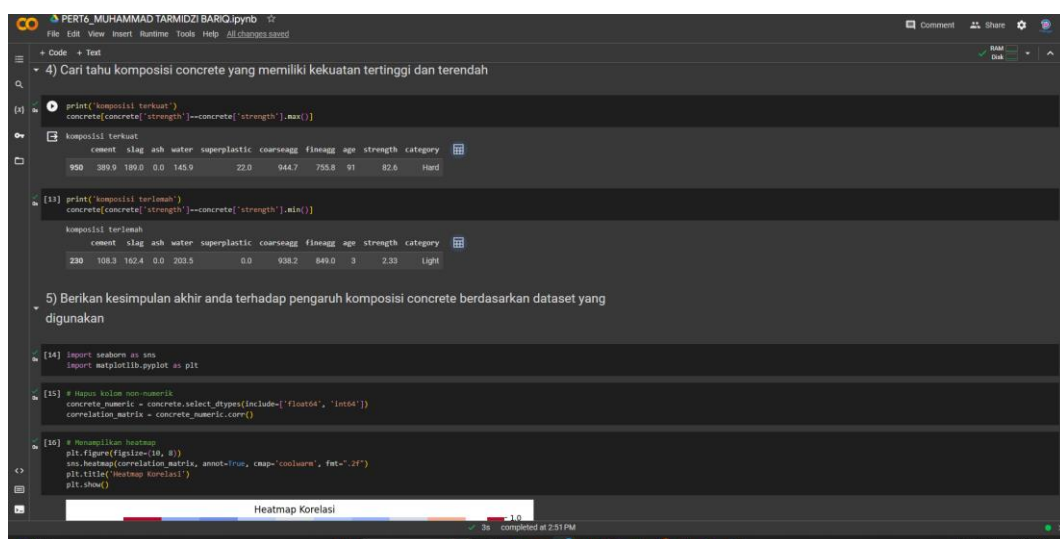 PERT6_MUHAMMAD TARMIDZI BARIQ.ipynb
Comment Share
File Edit View Insert Runtime Tools Help All changes saved
+ Code + Text
RAM
Disk
4) Cari tahu komposisi concrete yang memiliki kekuatan tertinggi dan terendah
0s
print('komposisi terkuat')
concrete[concrete['strength']==concrete['strength'].max()]
komposisi terkuat
cement slag ash water superplastic coarseagg fineagg age strength category
950 389.9 189.0 0.0 145.9 22.0 944.7 755.8 91 82.6 Hard
0s
[13] print('komposisi terlemah')
concrete[concrete['strength']==concrete['strength'].min()]
komposisi terlemah
cement slag ash water superplastic coarseagg fineagg age strength category
230 108.3 162.4 0.0 203.5 0.0 938.2 849.0 3 2.33 Light
5) Berikan kesimpulan akhir anda terhadap pengaruh komposisi concrete berdasarkan dataset yang
digunakan
0s
[14] import seaborn as sns
import matplotlib.pyplot as plt
0s
[15] # Hapus kolom non-numerik
concrete_numeric = concrete.select_dtypes(include=['float64', 'int64'])
correlation_matrix = concrete_numeric.corr()
0s
[16] # Menampilkan heatmap
plt.figure(figsize=(10, 8))
sns.heatmap(correlation_matrix, annot=True, cmap='coolwarm', fmt=".2f")
plt.title('Heatmap Korelasi')
plt.show()
Heatmap Korelasi
1.0
3s completed at 2:51 PM